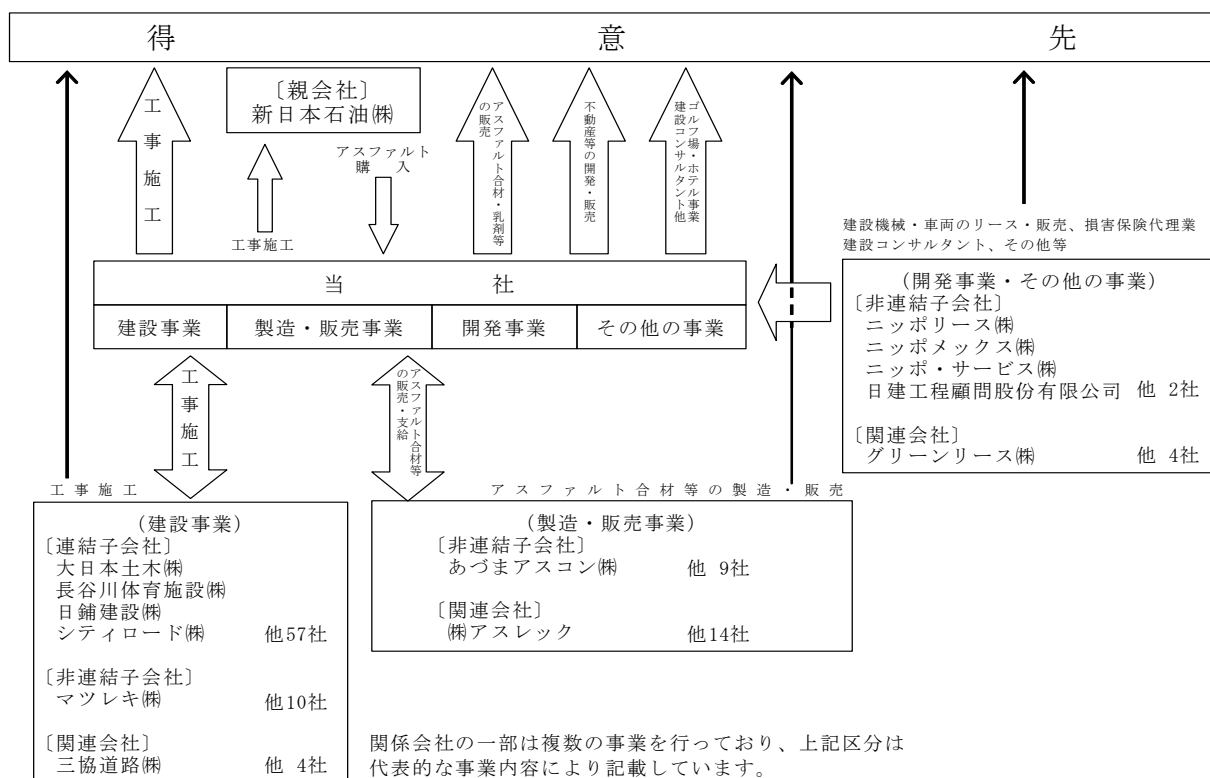 得意先
〔親会社〕
新日本石油㈱
工事施工
アスファルト
購入
工事施工
アスファルト合材・乳剤等
の販売
不動産等の開発・販売
ゴルフ場・ホテル事業
建設コンサルタント他
建設機械・車両のリース・販売、損害保険代理業
建設コンサルタント、その他等
当社
建設事業
製造・販売事業
開発事業
その他の事業
(開発事業・その他の事業)
〔非連結子会社〕
ニッポリース㈱
ニッポメックス㈱
ニッポ・サービス㈱
日建工程顧問股份有限公司 他 2社
〔関連会社〕
グリーンリース㈱ 他 4社
工事施工
アスファルト合材等
の販売・支給
工事施工
アスファルト合材等の製造・販売
(建設事業)
〔連結子会社〕
大日本土木㈱
長谷川体育施設㈱
日鋪建設㈱
シティロード㈱ 他57社
〔非連結子会社〕
マツレキ㈱ 他10社
〔関連会社〕
三協道路㈱ 他 4社
(製造・販売事業)
〔非連結子会社〕
あづまアスコン㈱ 他 9社
〔関連会社〕
㈱アスレック 他14社
関係会社の一部は複数の事業を行っており、上記区分は
代表的な事業内容により記載しています。